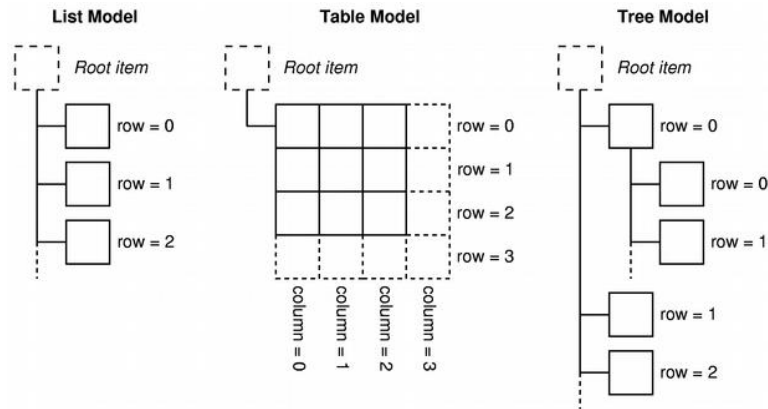 List Model
Root item
row = 0
row = 1
row = 2
Table Model
Root item
row = 0
row = 1
row = 2
row = 3
column = 0
column = 1
column = 2
column = 3
Tree Model
Root item
row = 0
row = 0
row = 1
row = 1
row = 2